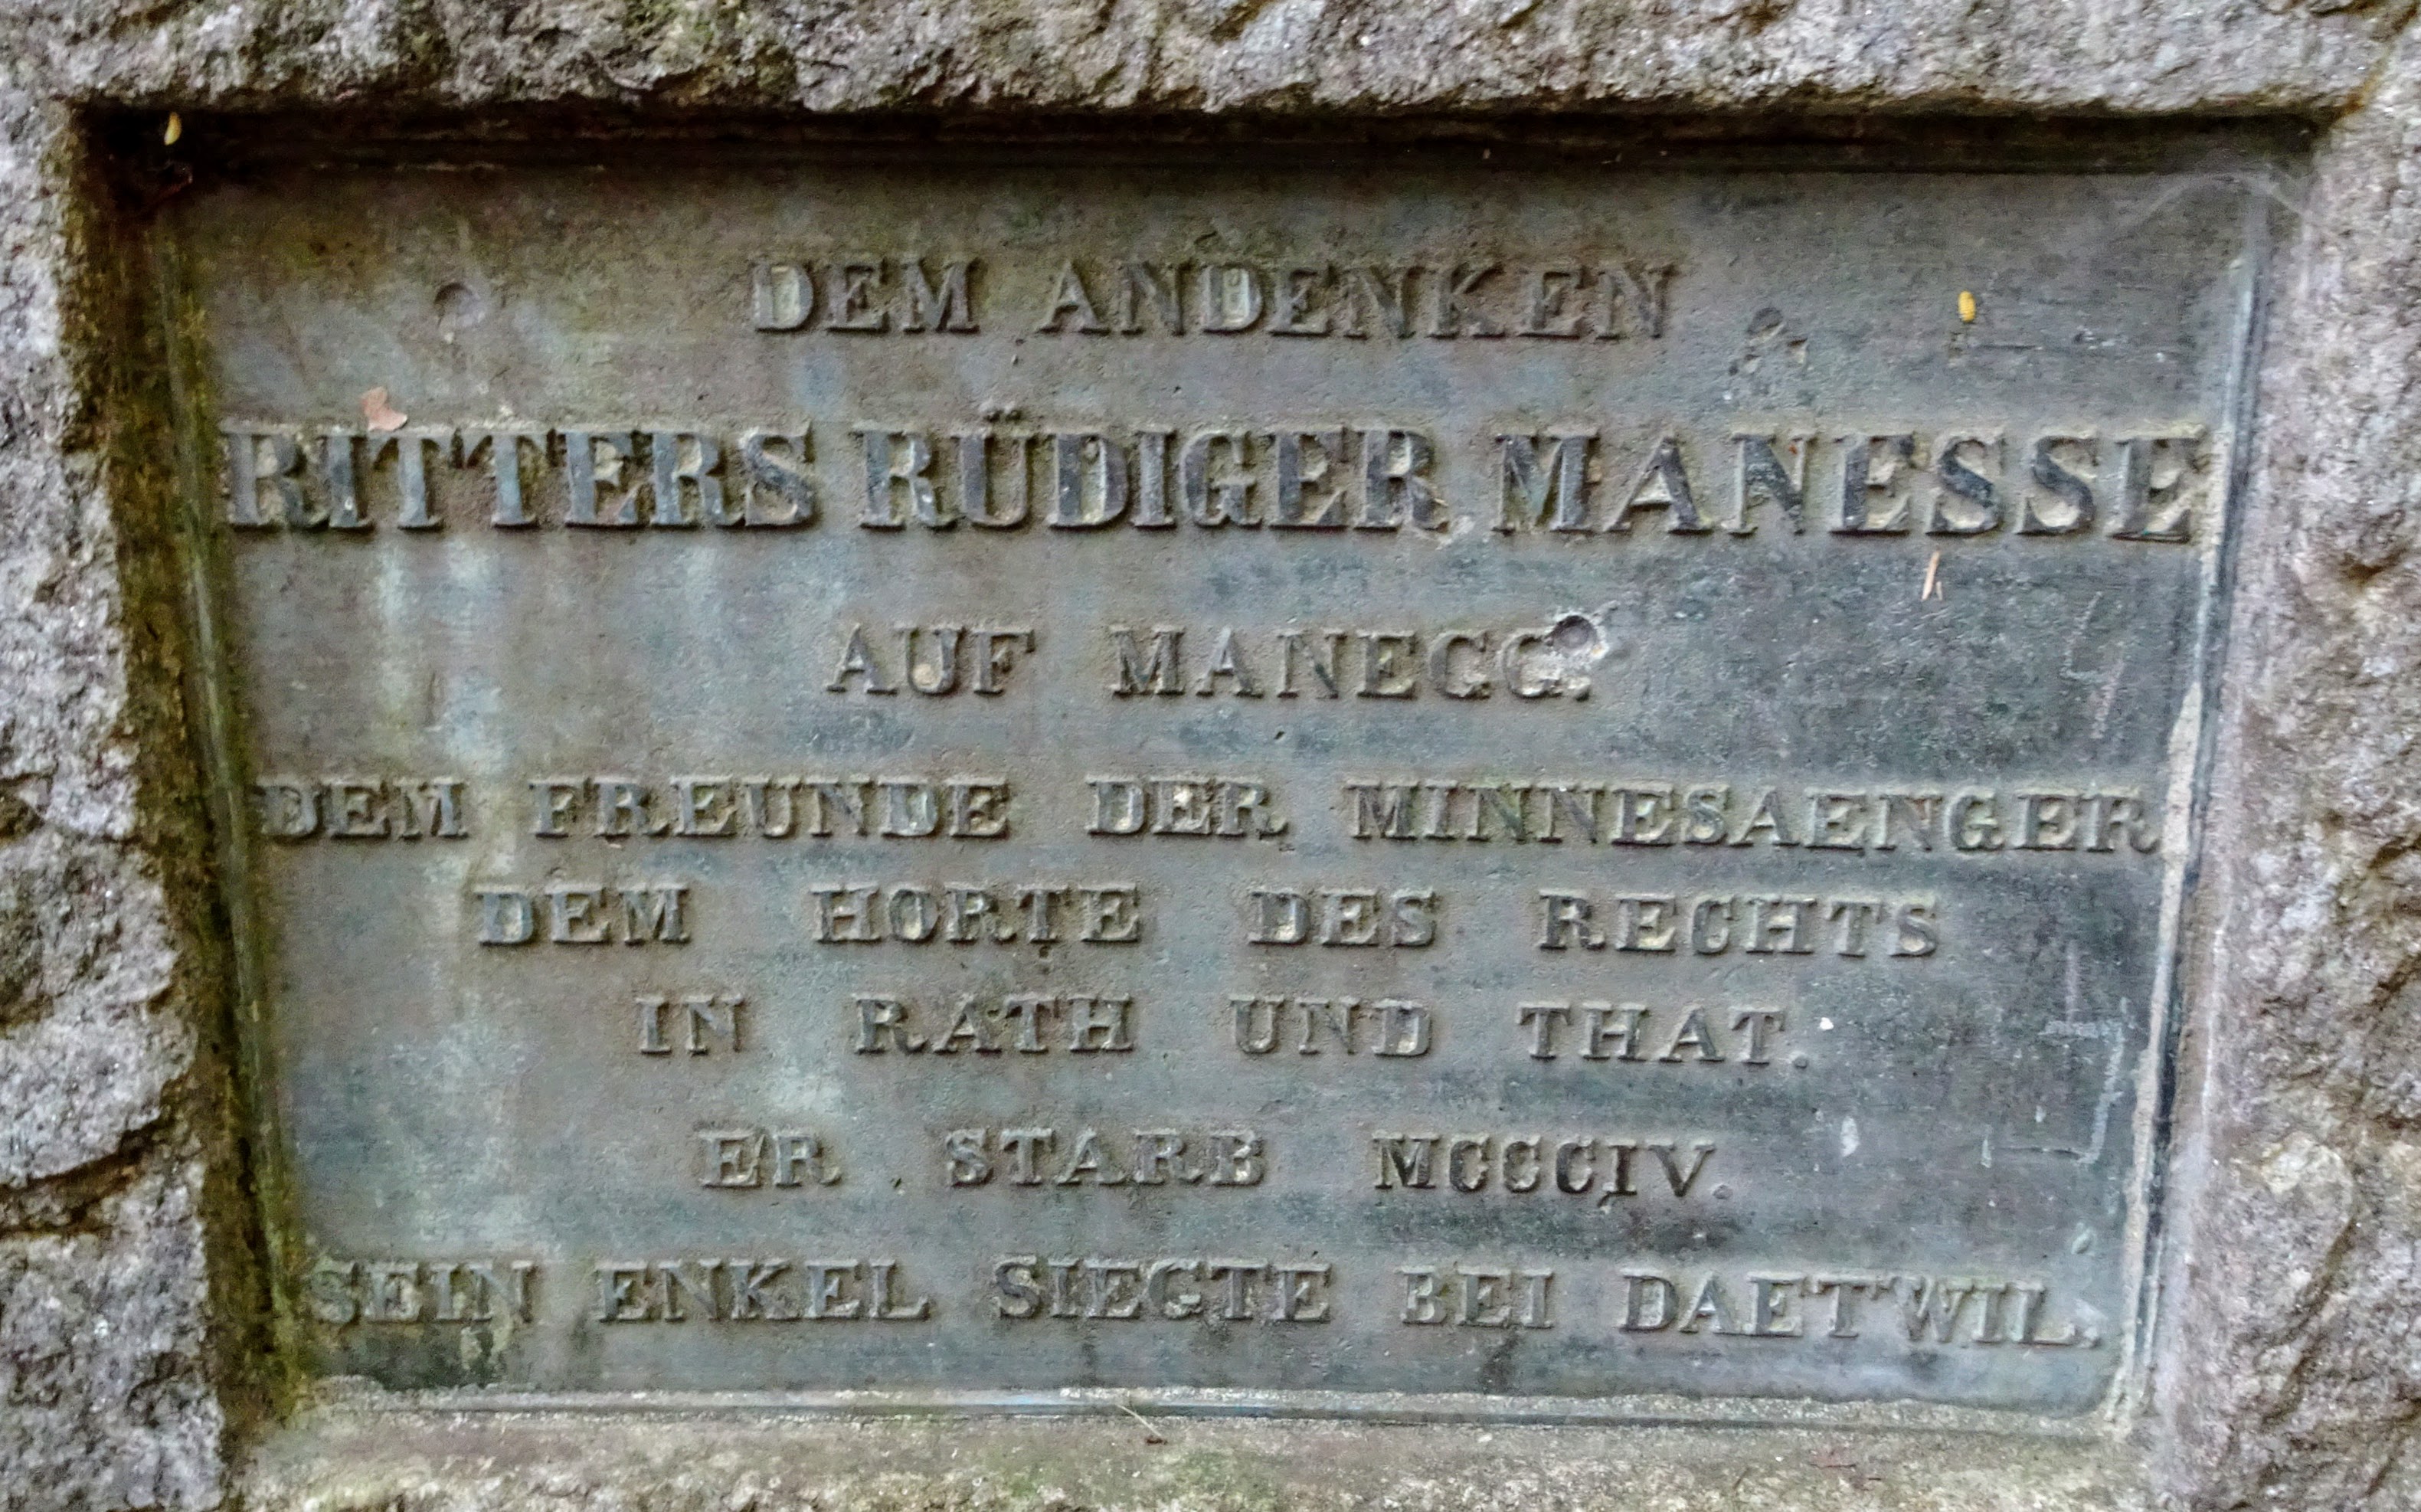 DEM ANDENKEN
RITTERS RÜDIGER MANESSE
AUF MANEGG.
DEM FREUNDE DER MINNESAENGER
DEM HORTE DES RECHTS
IN RATH UND THAT.
ER STARB MCCCIV.
SEIN ENKEL SIEGTE BEI DAETWIL.